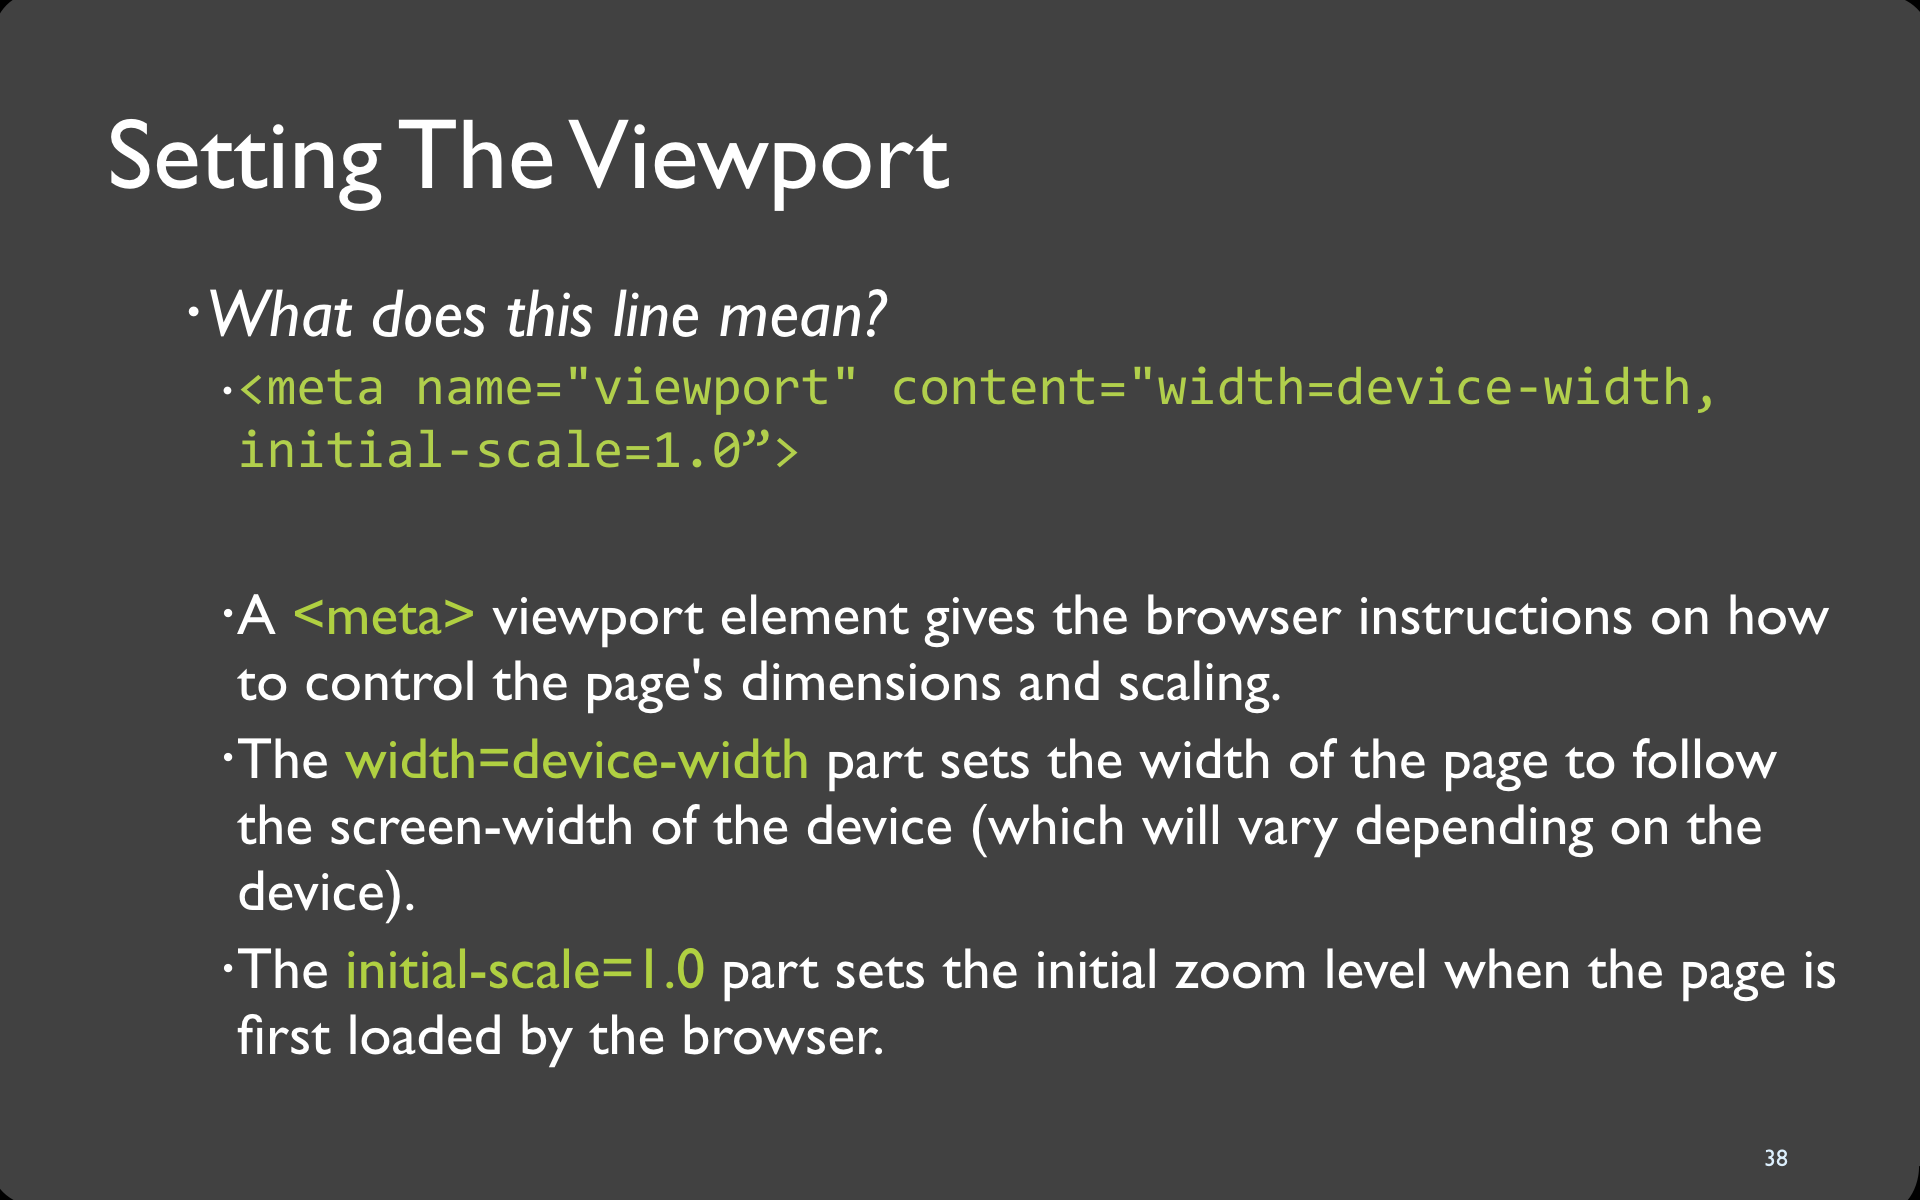 Setting The Viewport
•What does this line mean?
•<meta name="viewport" content="width=device-width,
initial-scale=1.0”>
•A <meta> viewport element gives the browser instructions on how
to control the page's dimensions and scaling.
•The width=device-width part sets the width of the page to follow
the screen-width of the device (which will vary depending on the
device).
•The initial-scale=1.0 part sets the initial zoom level when the page is
first loaded by the browser.
38